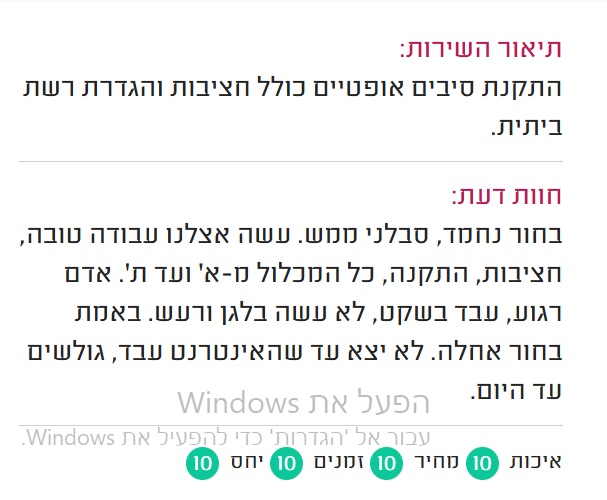 תיאור השירות:
התקנת סיבים אופטיים כולל חציבות והגדרת רשת
ביתית.
חוות דעת:
בחור נחמד, סבלני ממש. עשה אצלנו עבודה טובה,
חציבות, התקנה, כל המכלול מ-א' ועד ת'. אדם
רגוע, עבד בשקט, לא עשה בלגן ורעש. באמת
בחור אחלה. לא יצא עד שהאינטרנט עבד, גולשים
עד היום.
הפעל את Windows
עבור אל 'הגדרות' כדי להפעיל את Windows.
איכות 10 מחיר 10 זמנים 10 יחס 10